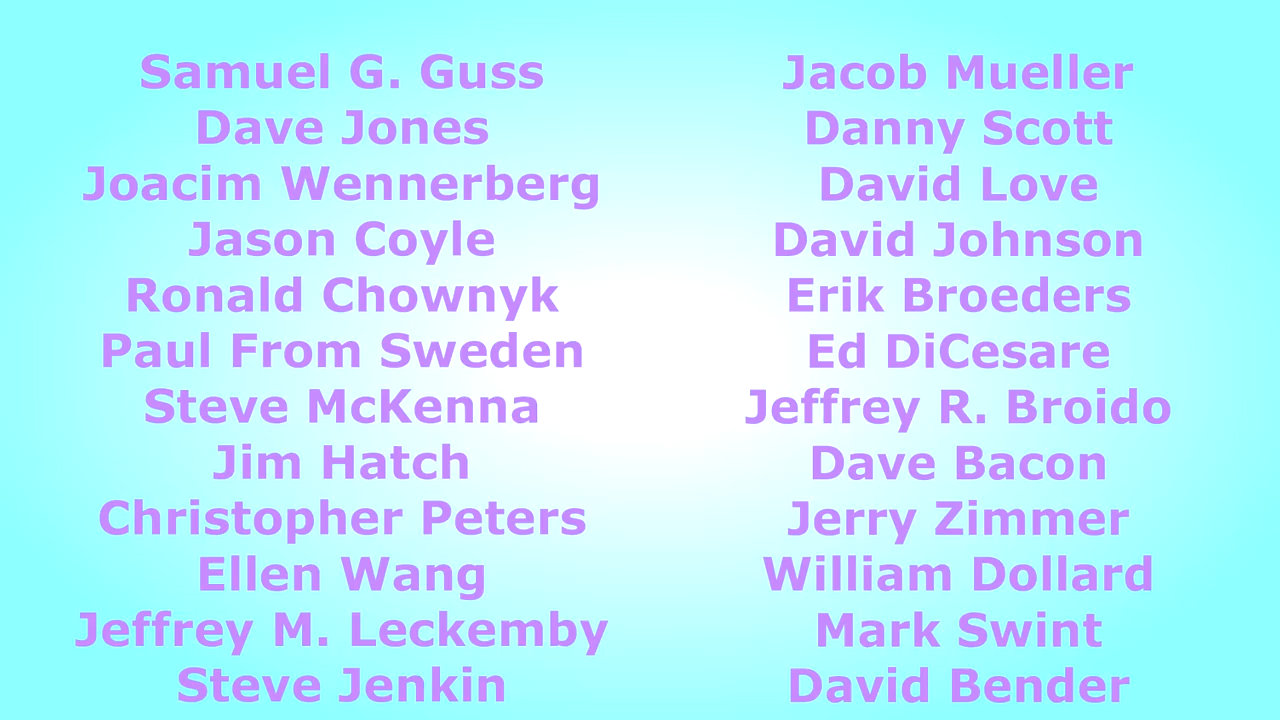 Samuel G. Guss
Dave Jones
Joacim Wennerberg
Jason Coyle
Ronald Chownyk
Paul From Sweden
Steve McKenna
Jim Hatch
Christopher Peters
Ellen Wang
Jeffrey M. Leckemby
Steve Jenkin
Jacob Mueller
Danny Scott
David Love
David Johnson
Erik Broeders
Ed DiCesare
Jeffrey R. Broido
Dave Bacon
Jerry Zimmer
William Dollard
Mark Swint
David Bender